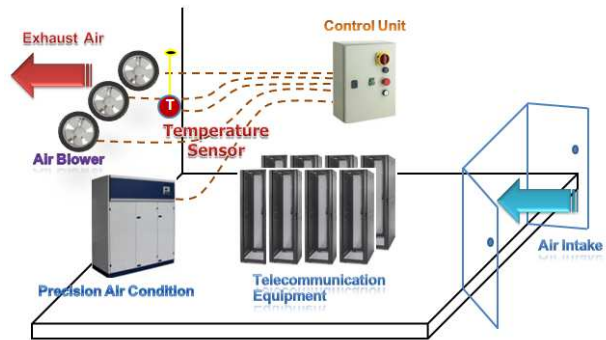 Exhaust Air
Control Unit
T
Temperature
Sensor
Air Blower
Air Intake
Precision Air Condition
Telecommunication
Equipment